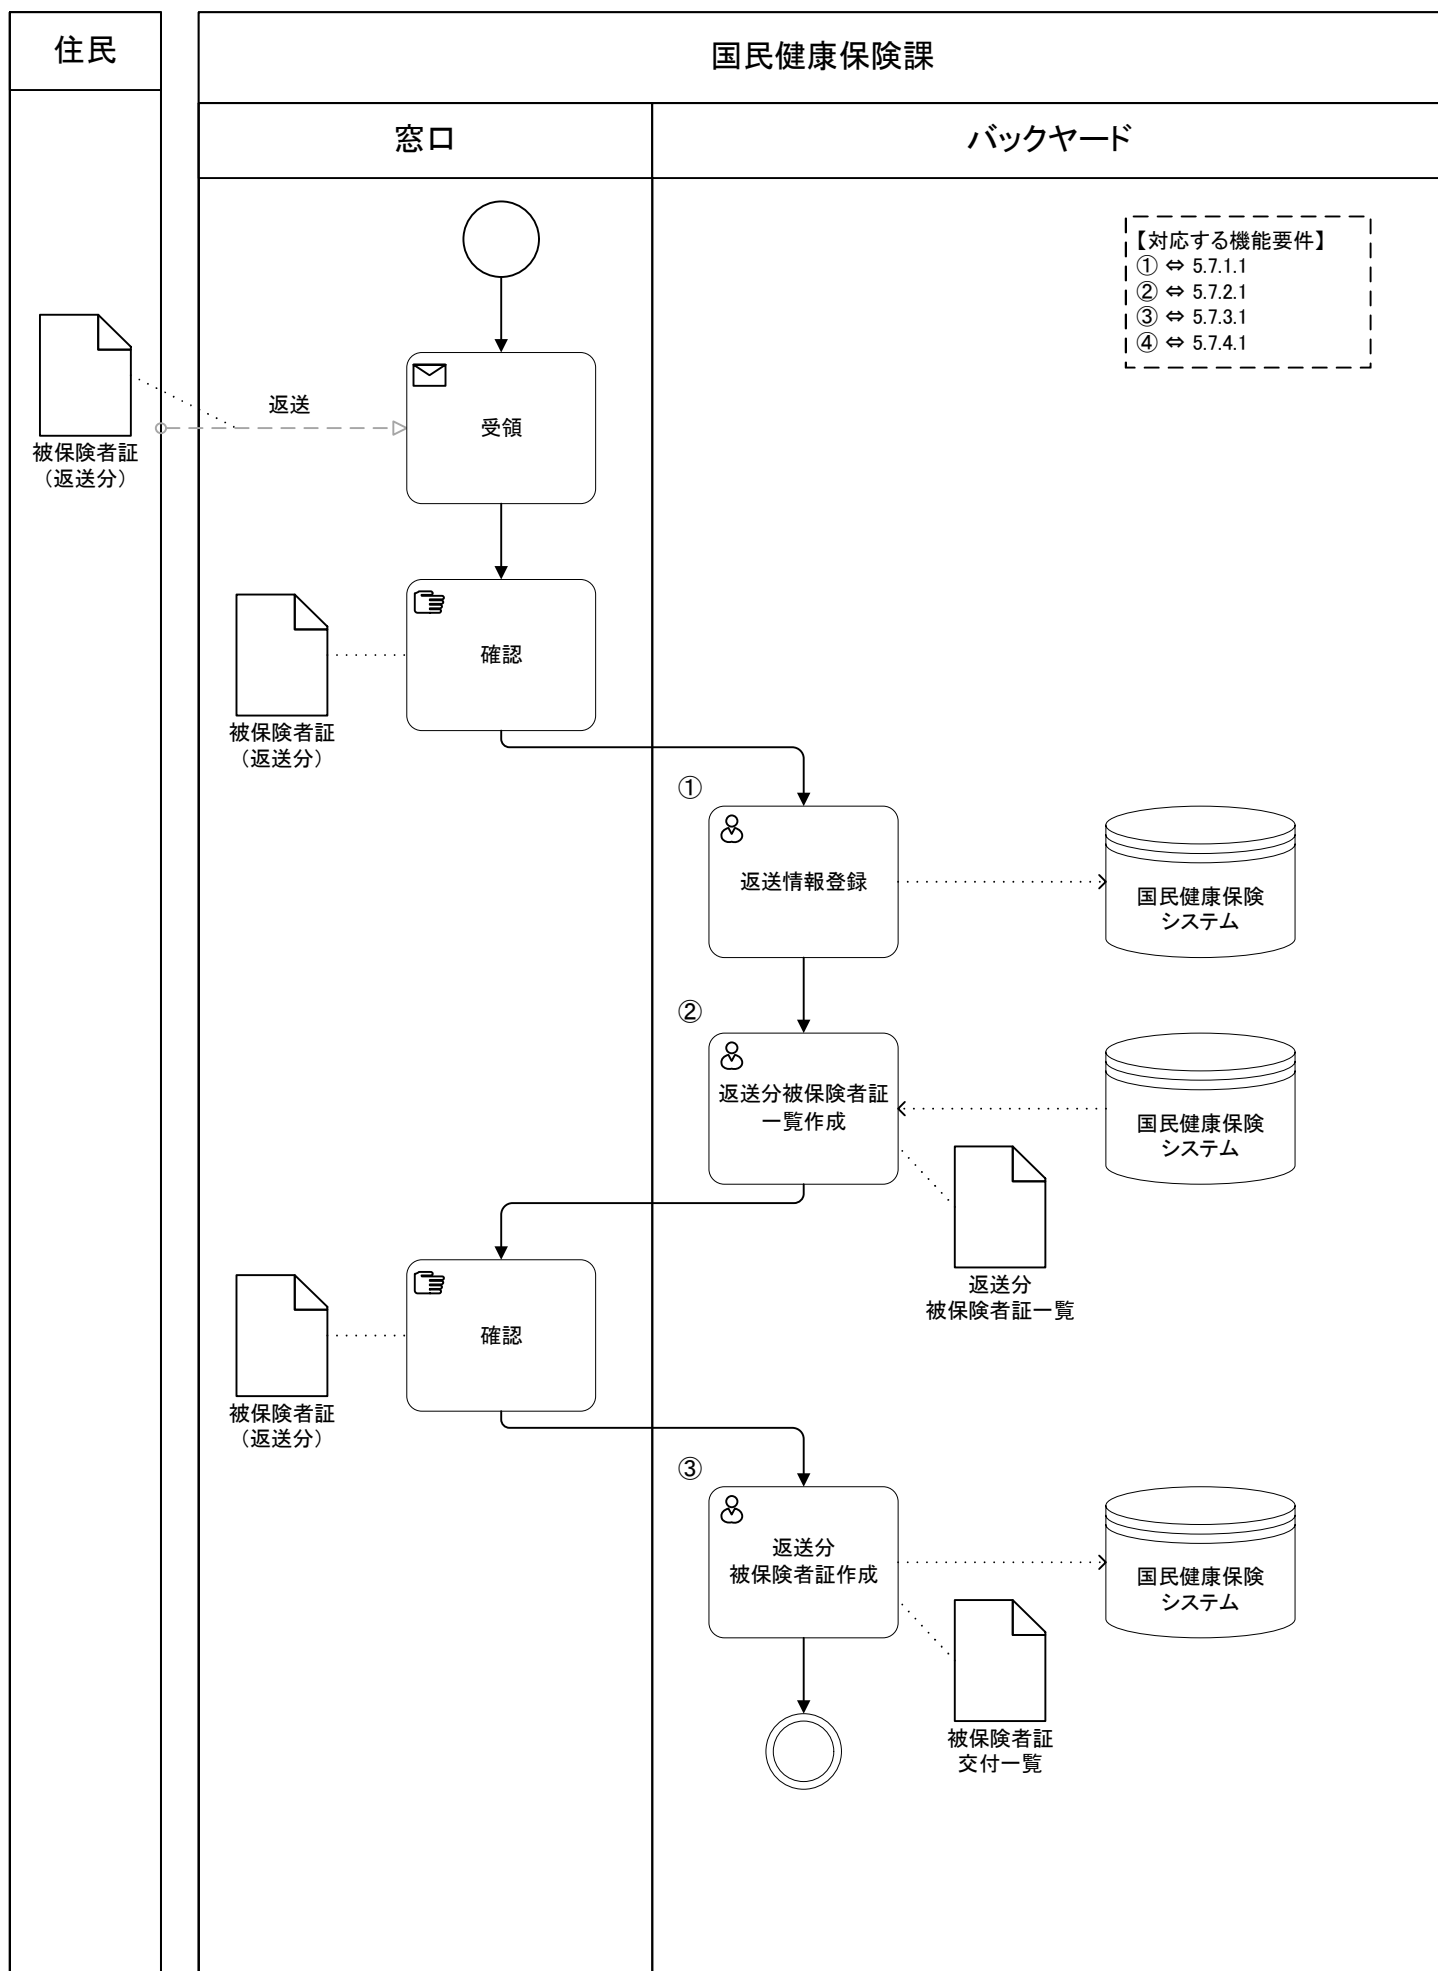 住民
国民健康保険課
窓口
バックヤード
【対応する機能要件】
① ⇔ 5.7.1.1
② ⇔ 5.7.2.1
③ ⇔ 5.7.3.1
④ ⇔ 5.7.4.1
返送
受領
被保険者証
（返送分）
確認
被保険者証
（返送分）
①
返送情報登録
国民健康保険
システム
②
返送分被保険者証
一覧作成
国民健康保険
システム
返送分
被保険者証一覧
確認
被保険者証
（返送分）
③
返送分
被保険者証作成
国民健康保険
システム
被保険者証
交付一覧